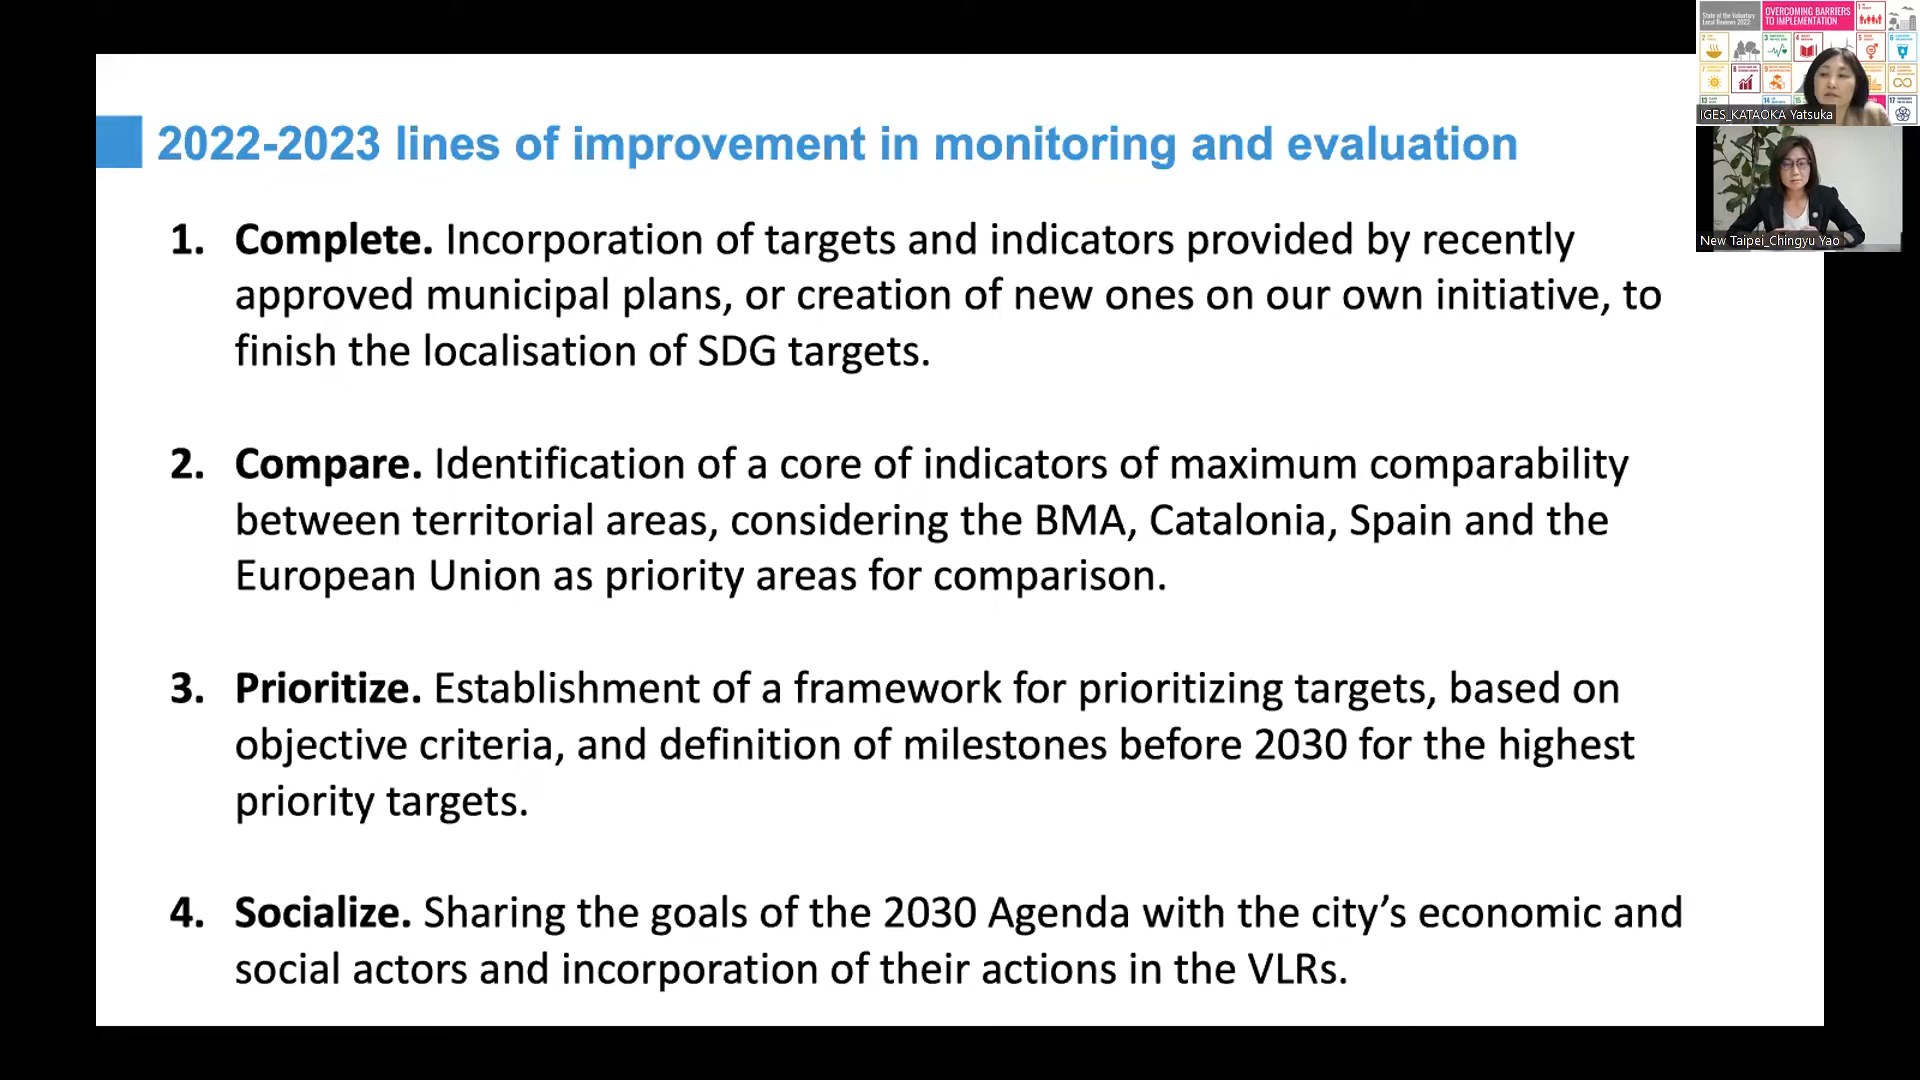 2022-2023 lines of improvement in monitoring and evaluation
1. Complete. Incorporation of targets and indicators provided by recently
approved municipal plans, or creation of new ones on our own initiative, to
finish the localisation of SDG targets.
2. Compare. Identification of a core of indicators of maximum comparability
between territorial areas, considering the BMA, Catalonia, Spain and the
European Union as priority areas for comparison.
3. Prioritize. Establishment of a framework for prioritizing targets, based on
objective criteria, and definition of milestones before 2030 for the highest
priority targets.
4. Socialize. Sharing the goals of the 2030 Agenda with the city’s economic and
social actors and incorporation of their actions in the VLRs.
State of the Voluntary
Local Reviews 2022
OVERCOMING BARRIERS
TO IMPLEMENTATION
IGES_KATAOKA Yatsuka
New Taipei_Chingyu Yao